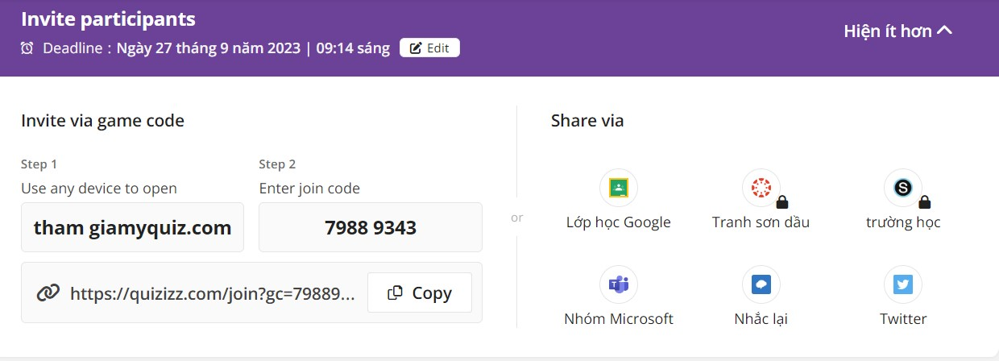 Invite participants
Deadline : Ngày 27 tháng 9 năm 2023 | 09:14 sáng
Edit
Hiện ít hơn
Invite via game code
Step 1
Use any device to open
tham giamyquiz.com
Step 2
Enter join code
7988 9343
https://quizizz.com/join?gc=79889...
Copy
or
Share via
Lớp học Google
Tranh sơn dầu
S
trường học
T
Nhóm Microsoft
Nhắc lại
Twitter